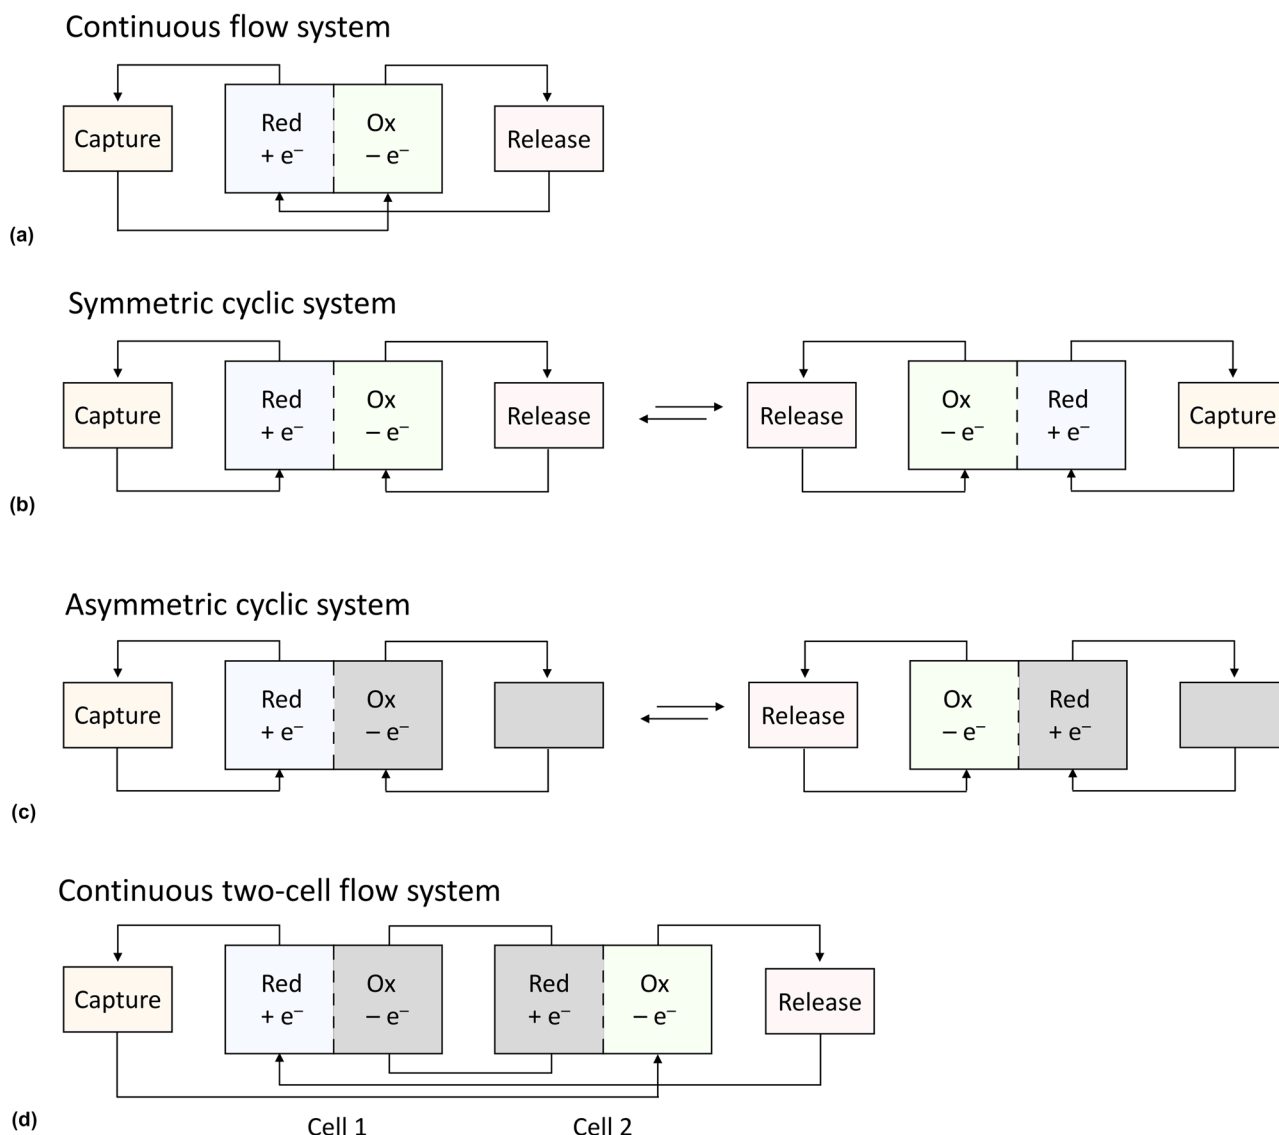 Continuous flow system
Capture
Red
+ e⁻
Ox
– e⁻
Release
(a)
Symmetric cyclic system
Capture
Red
+ e⁻
Ox
– e⁻
Release
Release
Ox
– e⁻
Red
+ e⁻
Capture
(b)
Asymmetric cyclic system
Capture
Red
+ e⁻
Ox
– e⁻
Release
Ox
– e⁻
Red
+ e⁻
(c)
Continuous two-cell flow system
Capture
Red
+ e⁻
Ox
– e⁻
Red
+ e⁻
Ox
– e⁻
Release
(d)
Cell 1
Cell 2